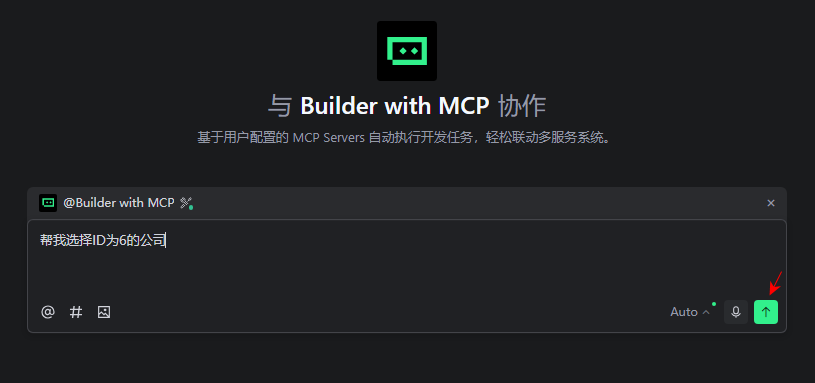 与 Builder with MCP 协作
基于用户配置的 MCP Servers 自动执行开发任务，轻松联动多服务系统。
@Builder with MCP
帮我选择ID为6的公司
Auto